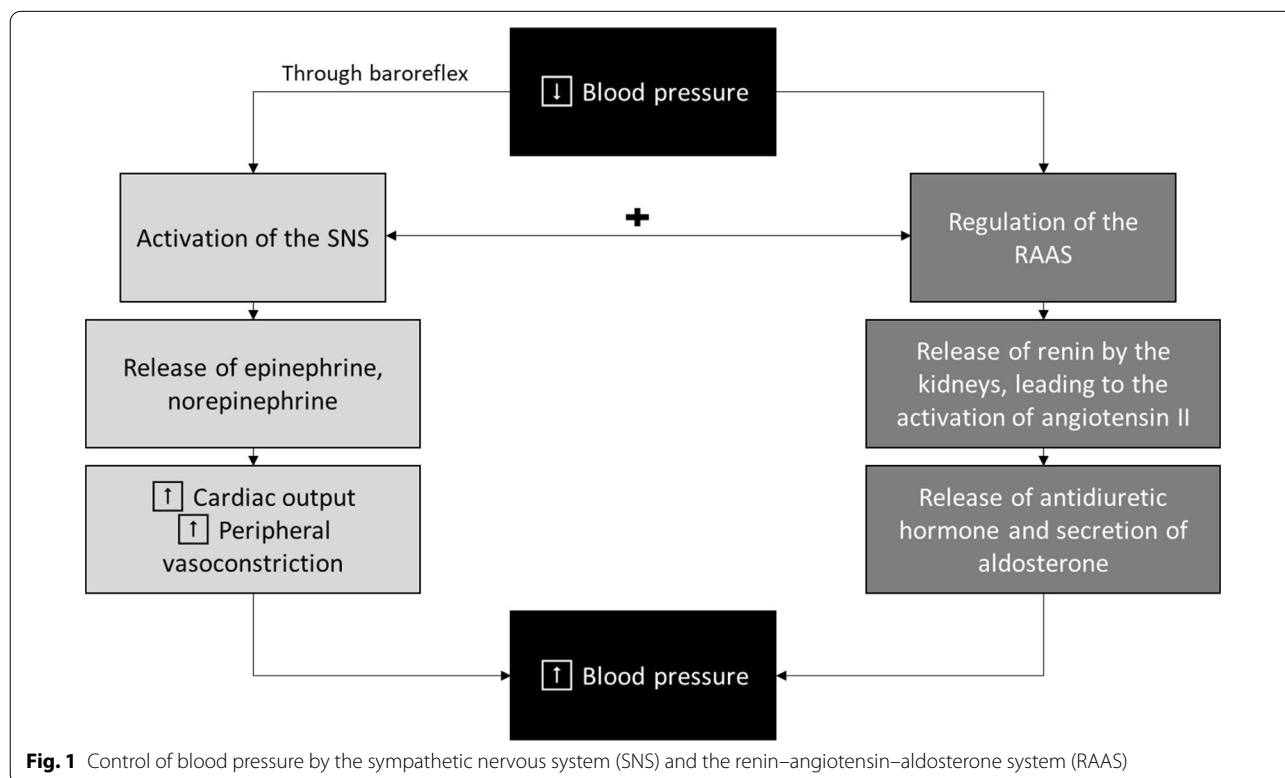 Through baroreflex
↓ Blood pressure
Activation of the SNS
+
Regulation of the
RAAS
Release of epinephrine,
norepinephrine
Release of renin by the
kidneys, leading to the
activation of angiotensin II
↑ Cardiac output
↑ Peripheral
vasoconstriction
Release of antidiuretic
hormone and secretion of
aldosterone
↑ Blood pressure
Fig. 1 Control of blood pressure by the sympathetic nervous system (SNS) and the renin–angiotensin–aldosterone system (RAAS)